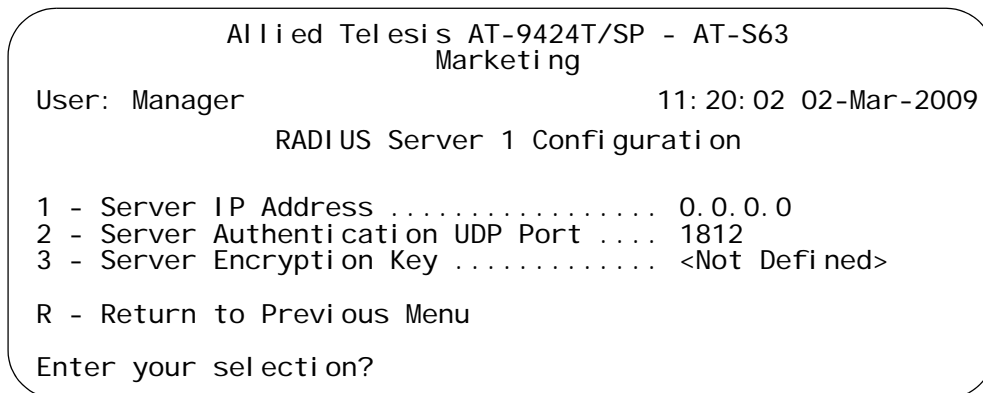 Allied Telesis AT-9424T/SP - AT-S63
Marketing
User: Manager 11:20:02 02-Mar-2009
RADIUS Server 1 Configuration
1 - Server IP Address ................. 0.0.0.0
2 - Server Authentication UDP Port .... 1812
3 - Server Encryption Key ............. <Not Defined>
R - Return to Previous Menu
Enter your selection?